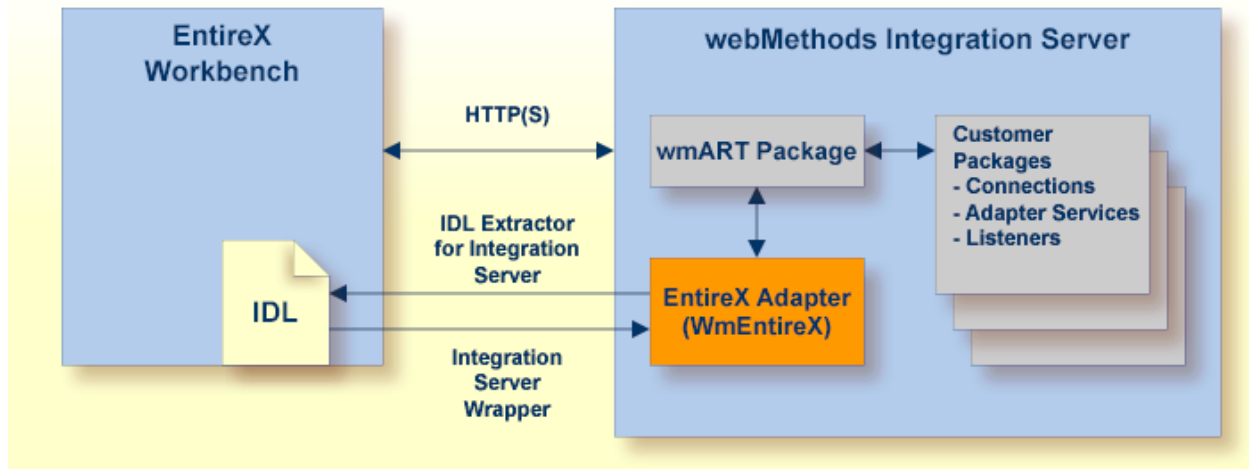 EntireX
Workbench
webMethods Integration Server
HTTP(S)
wmART Package
Customer
Packages
- Connections
- Adapter Services
- Listeners
IDL Extractor
for Integration
Server
IDL
EntireX Adapter
(WmEntireX)
Integration
Server
Wrapper